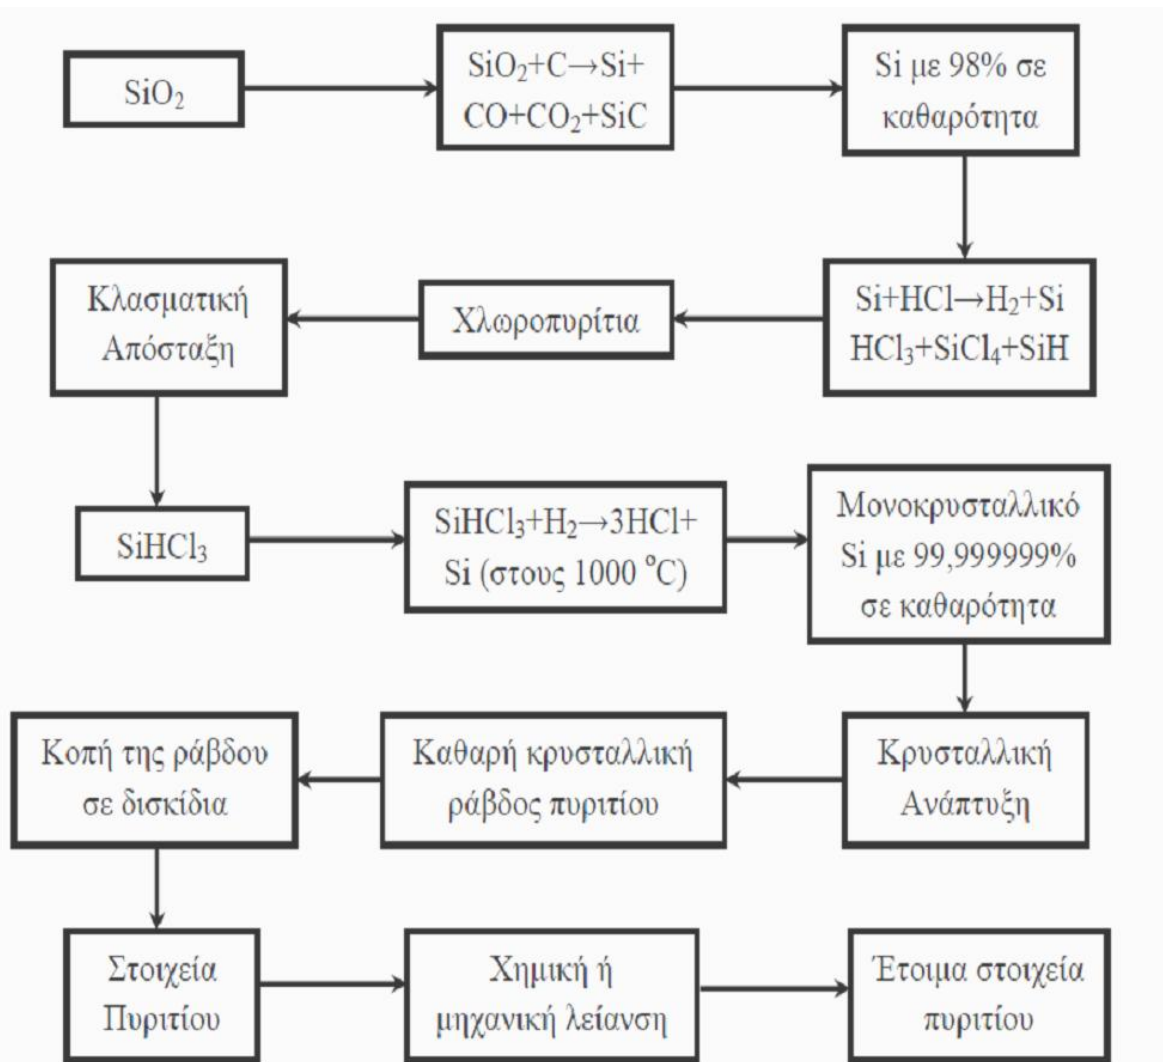 SiO₂
SiO₂+C→Si+
CO+CO₂+SiC
Si με 98% σε
καθαρότητα
Si+HCl→H₂+Si
HCl₃+SiCl₄+SiH
Χλωροπυρίτια
Κλασματική
Απόσταξη
SiHCl₃
SiHCl₃+H₂→3HCl+
Si (στους 1000 °C)
Μονοκρυσταλλικό
Si με 99,999999%
σε καθαρότητα
Κρυσταλλική
Ανάπτυξη
Καθαρή κρυσταλλική
ράβδος πυριτίου
Κοπή της ράβδου
σε δισκίδια
Στοιχεία
Πυριτίου
Χημική ή
μηχανική λείανση
Έτοιμα στοιχεία
πυριτίου